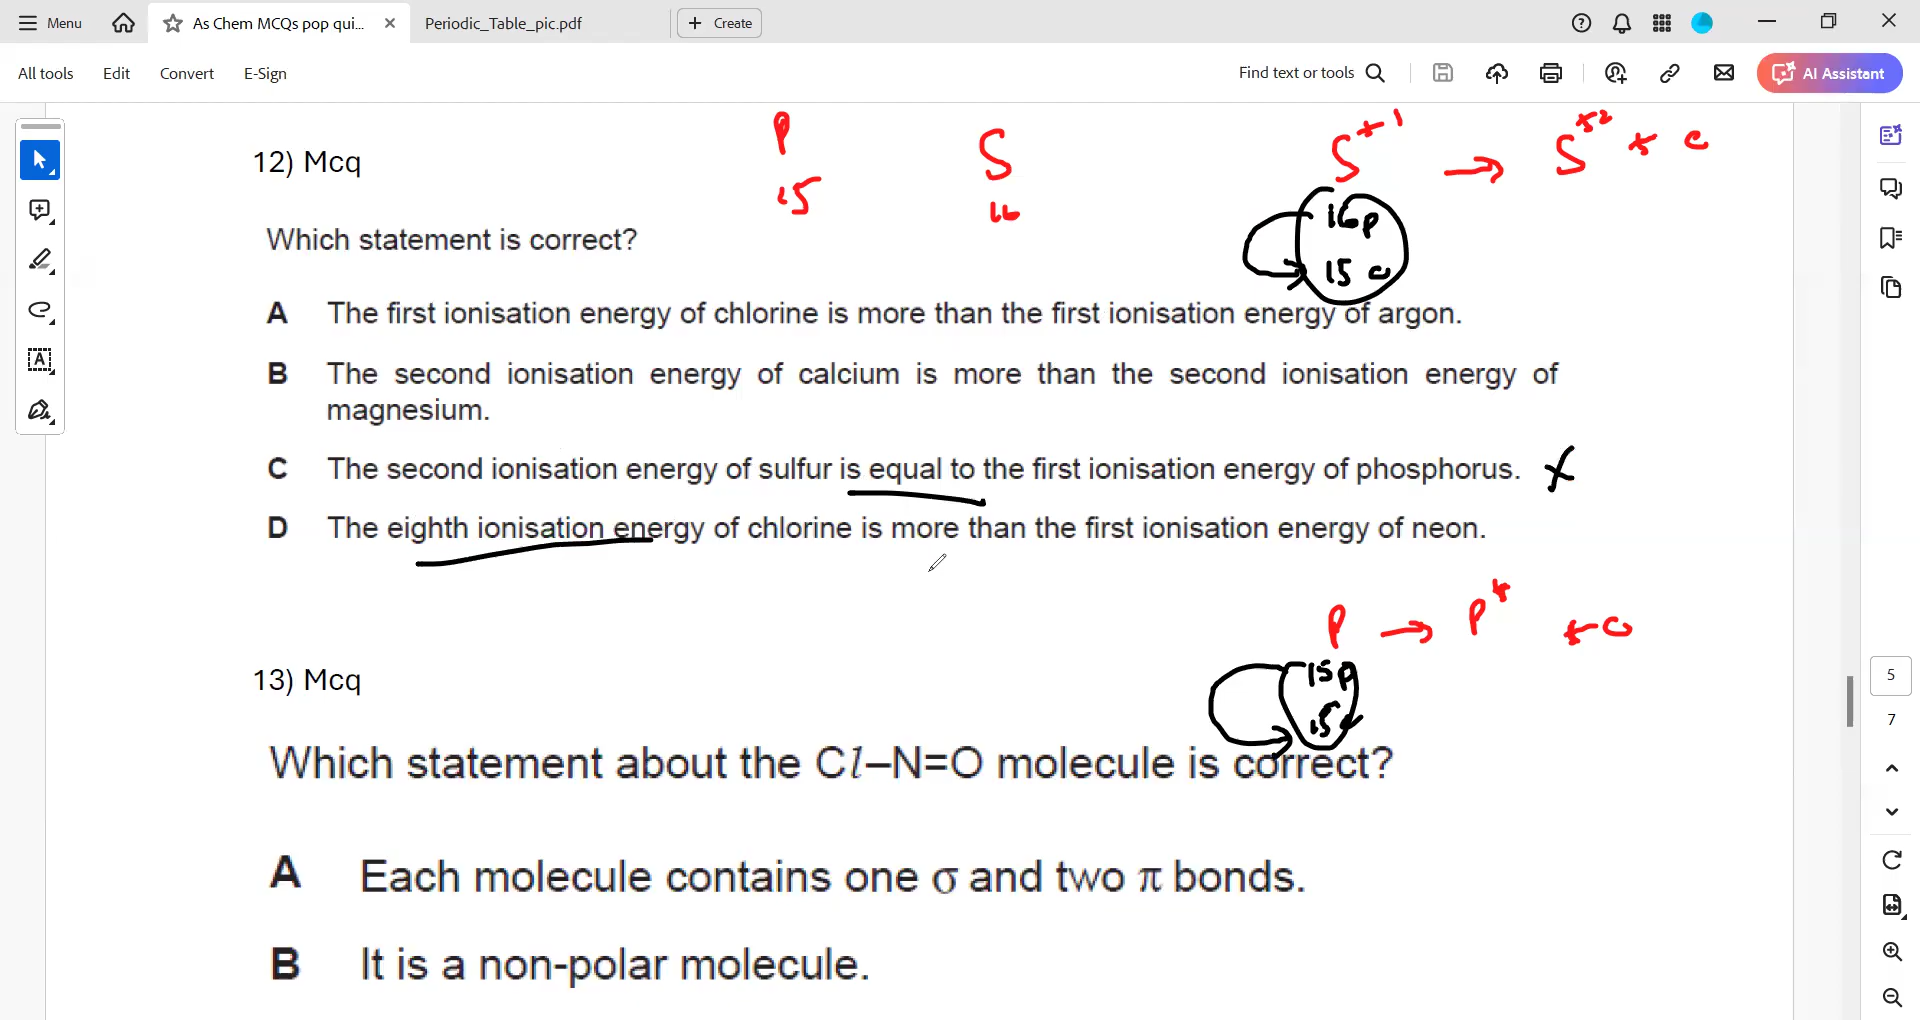 Menu
As Chem MCQs pop qui...
Periodic_Table_pic.pdf
Create
All tools
Edit
Convert
E-Sign
Find text or tools
AI Assistant
P
S
S+1 → S+2 + e
12) Mcq
15
16
16p
15 e
Which statement is correct?
A The first ionisation energy of chlorine is more than the first ionisation energy of argon.
B The second ionisation energy of calcium is more than the second ionisation energy of
magnesium.
C The second ionisation energy of sulfur is equal to the first ionisation energy of phosphorus. X
D The eighth ionisation energy of chlorine is more than the first ionisation energy of neon.
P → P+ + e
15p
15e
13) Mcq
Which statement about the Cl–N=O molecule is correct?
A Each molecule contains one σ and two π bonds.
B It is a non-polar molecule.
5
7